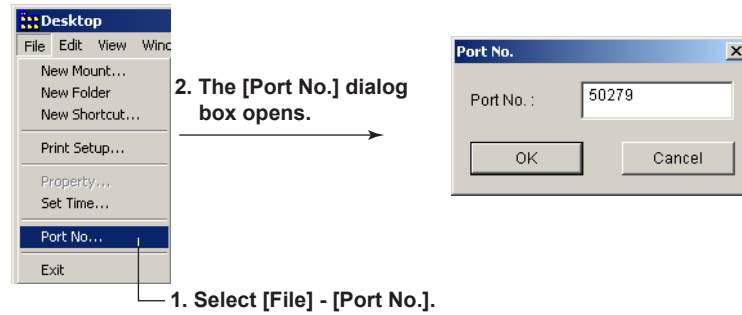 Desktop
File Edit View Winc
New Mount...
New Folder
New Shortcut...
Print Setup...
Property...
Set Time...
Port No...
Exit
1. Select [File] - [Port No.].
2. The [Port No.] dialog
box opens.
Port No.
Port No. : 50279
OK Cancel